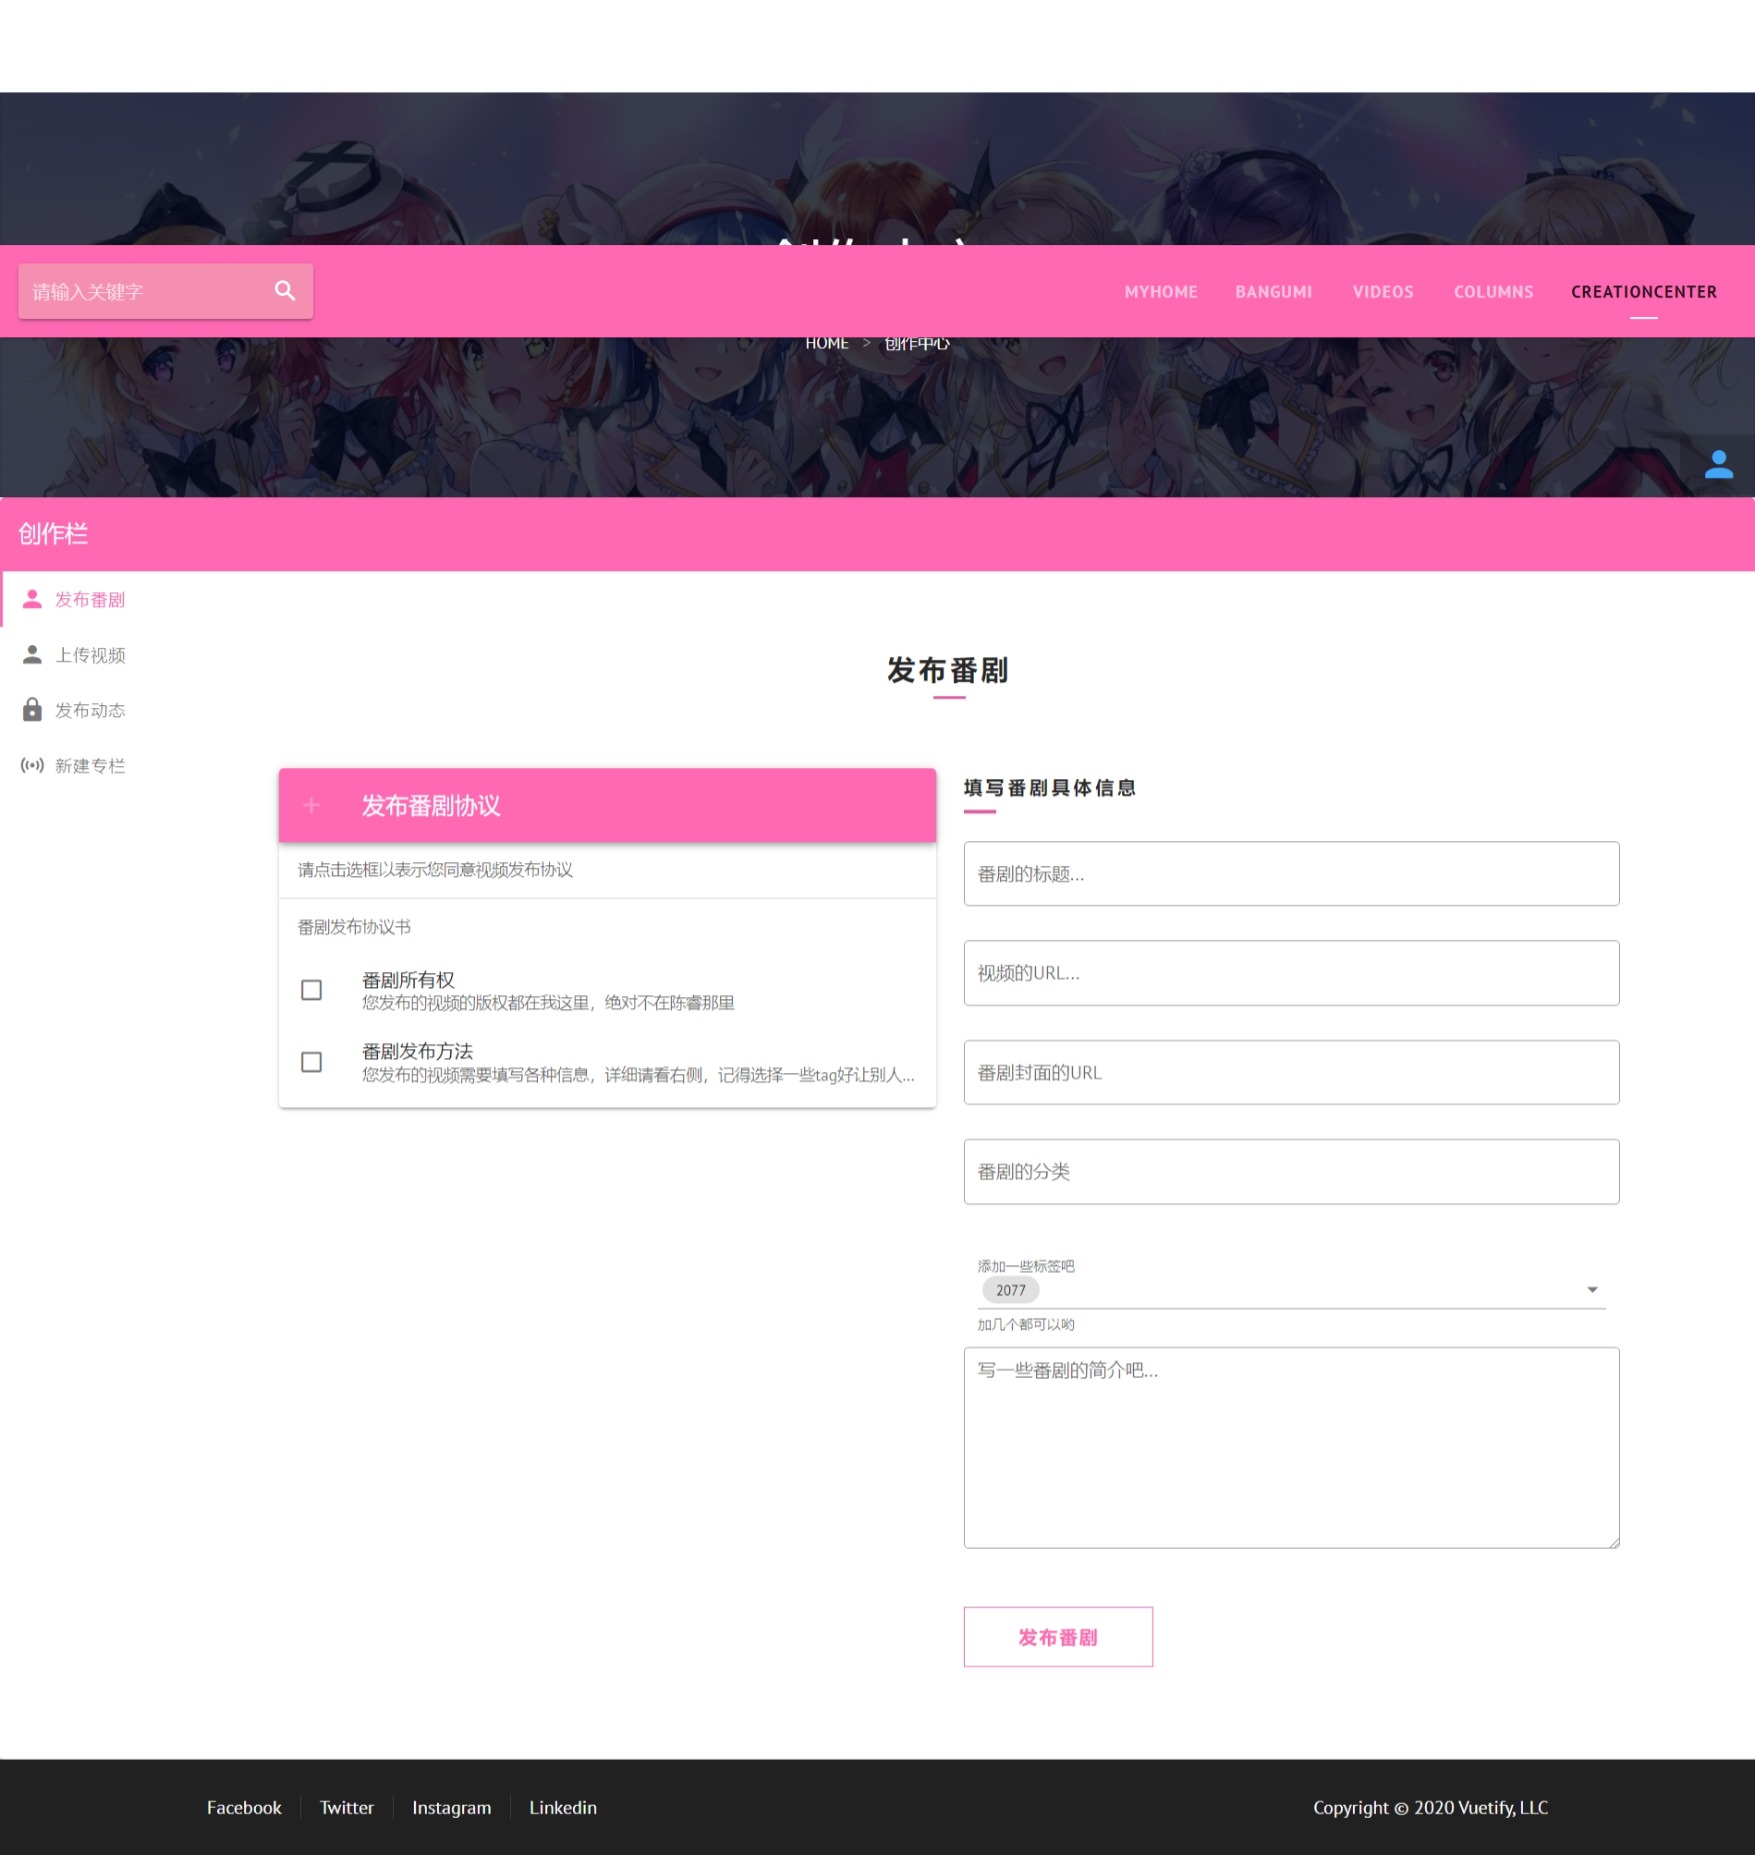 请输入关键字
MYHOME
BANGUMI
VIDEOS
COLUMNS
CREATIONCENTER
HOME > 创作中心
创作栏
发布番剧
上传视频
发布动态
新建专栏
发布番剧
发布番剧协议
请点击选框以表示您同意视频发布协议
番剧发布协议书
番剧所有权
您发布的视频的版权都在我这里，绝对不在陈睿那里
番剧发布方法
您发布的视频需要填写各种信息，详细请看右侧，记得选择一些tag好让别人...
填写番剧具体信息
番剧的标题...
视频的URL...
番剧封面的URL
番剧的分类
添加一些标签吧
2077
加几个都可以哟
写一些番剧的简介吧...
发布番剧
Facebook
Twitter
Instagram
Linkedin
Copyright © 2020 Vuetify, LLC